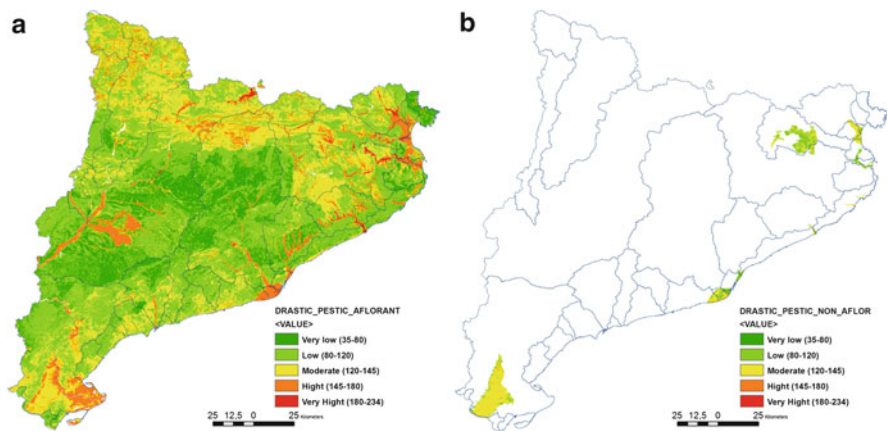 a
DRASTIC_PESTIC_AFLORANT
<VALUE>
Very low (35-80)
Low (80-120)
Moderate (120-145)
Hight (145-180)
Very Hight (180-234)
25 12,5 0 25 Kilometers
b
DRASTIC_PESTIC_NON_AFLOR
<VALUE>
Very low (35-80)
Low (80-120)
Moderate (120-145)
Hight (145-180)
Very Hight (180-234)
25 12,5 0 25 Kilometers